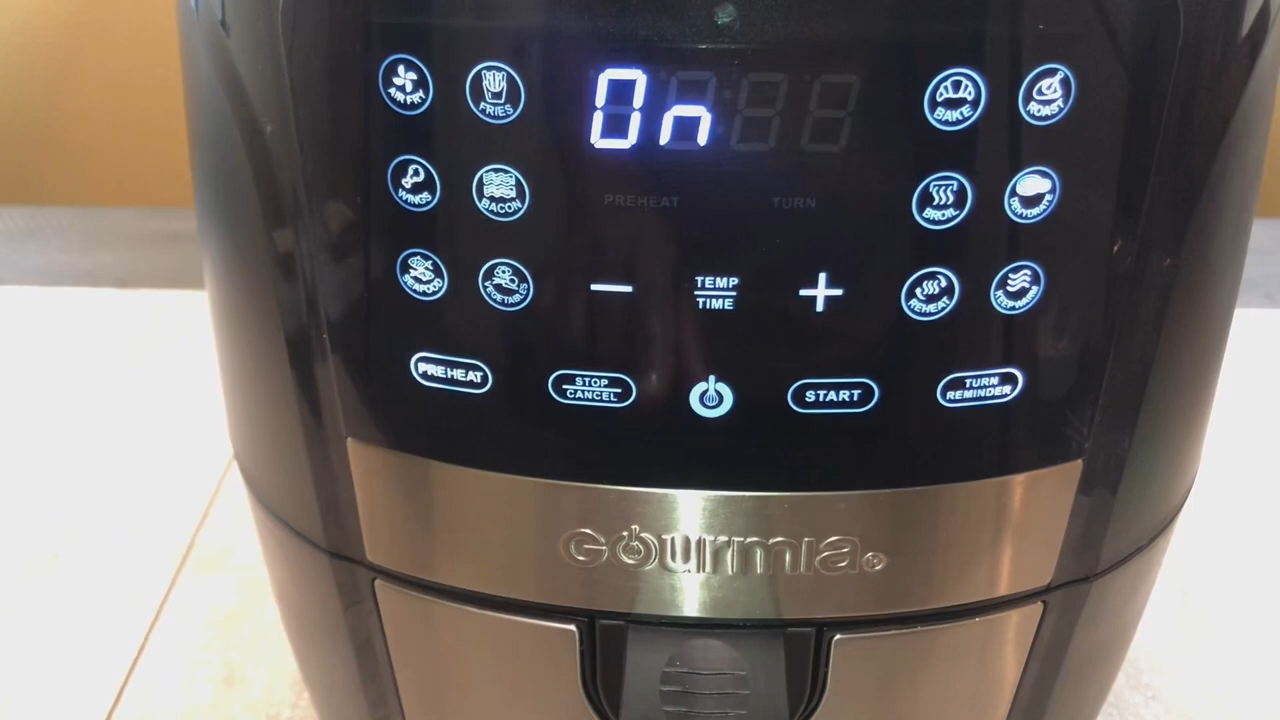 On
AIR FRY
FRIES
BAKE
ROAST
WINGS
BACON
PREHEAT
TURN
BROIL
DEHYDRATE
SEAFOOD
VEGETABLES
TEMP
TIME
REHEAT
KEEP WARM
PREHEAT
STOP
CANCEL
START
TURN
REMINDER
Gourmia®